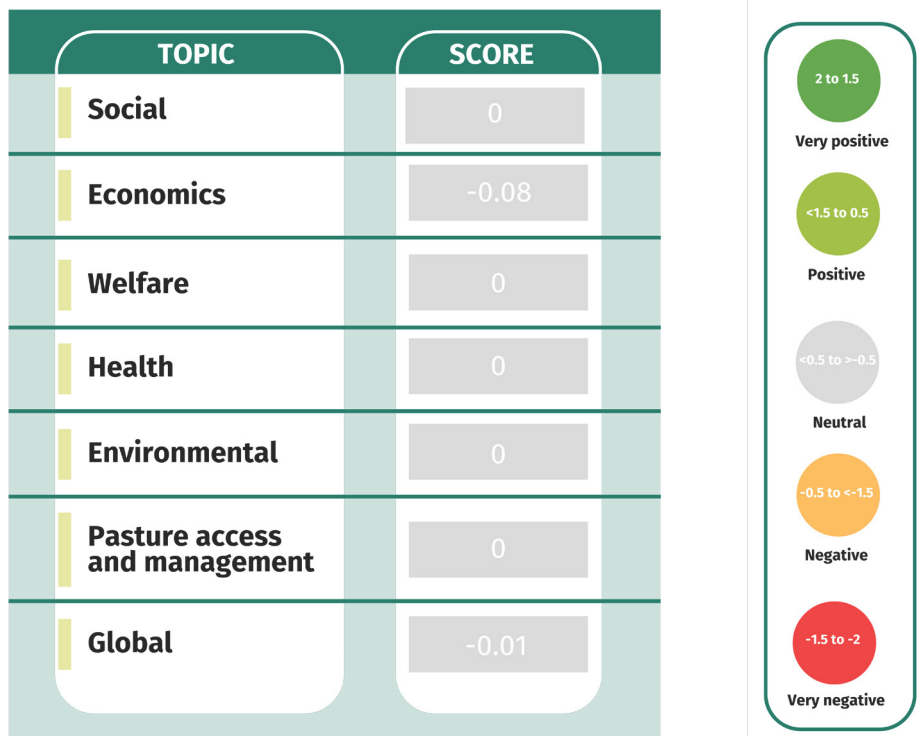 TOPIC SCORE
Social 0
Economics -0.08
Welfare 0
Health 0
Environmental 0
Pasture access
and management 0
Global -0.01
2 to 1.5
Very positive
<1.5 to 0.5
Positive
<0.5 to >-0.5
Neutral
-0.5 to <-1.5
Negative
-1.5 to -2
Very negative